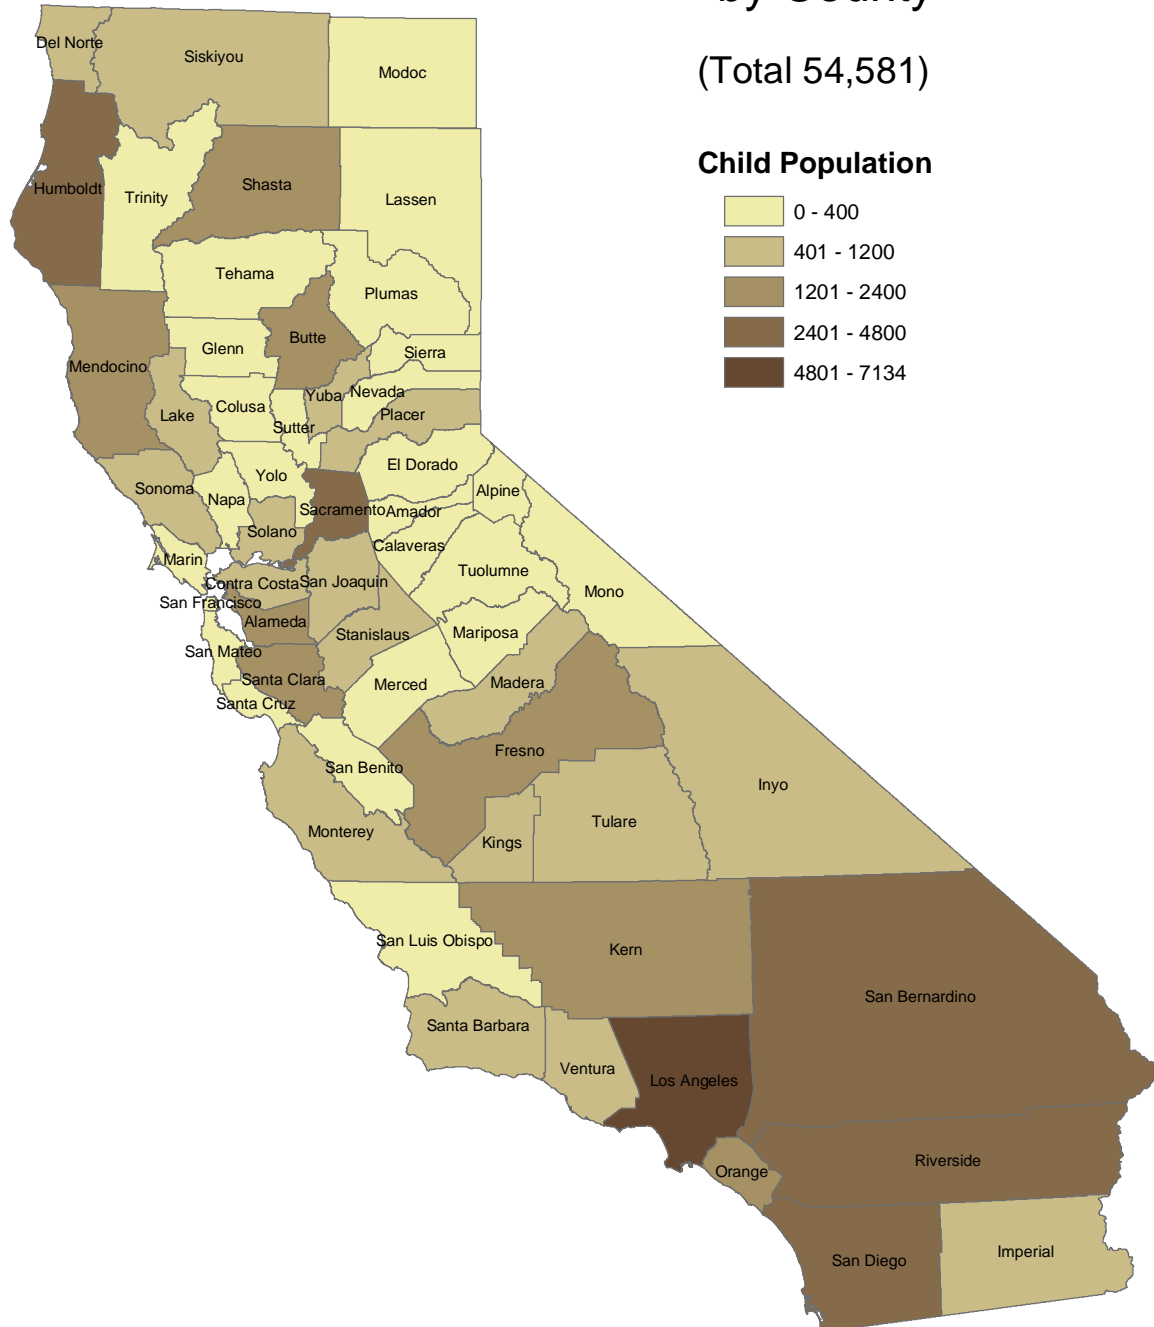 by County
(Total 54,581)
Child Population
0 - 400
401 - 1200
1201 - 2400
2401 - 4800
4801 - 7134
Del Norte
Siskiyou
Modoc
Humboldt
Trinity
Shasta
Lassen
Tehama
Plumas
Mendocino
Glenn
Butte
Sierra
Lake
Colusa
Sutter
Yuba
Nevada
Placer
Sonoma
Napa
Yolo
El Dorado
Alpine
Sacramento
Amador
Solano
Marin
Calaveras
Contra Costa
San Joaquin
Tuolumne
Mono
San Francisco
Alameda
Stanislaus
Mariposa
San Mateo
Santa Clara
Merced
Madera
Santa Cruz
San Benito
Fresno
Inyo
Monterey
Kings
Tulare
San Luis Obispo
Kern
San Bernardino
Santa Barbara
Ventura
Los Angeles
Orange
Riverside
San Diego
Imperial